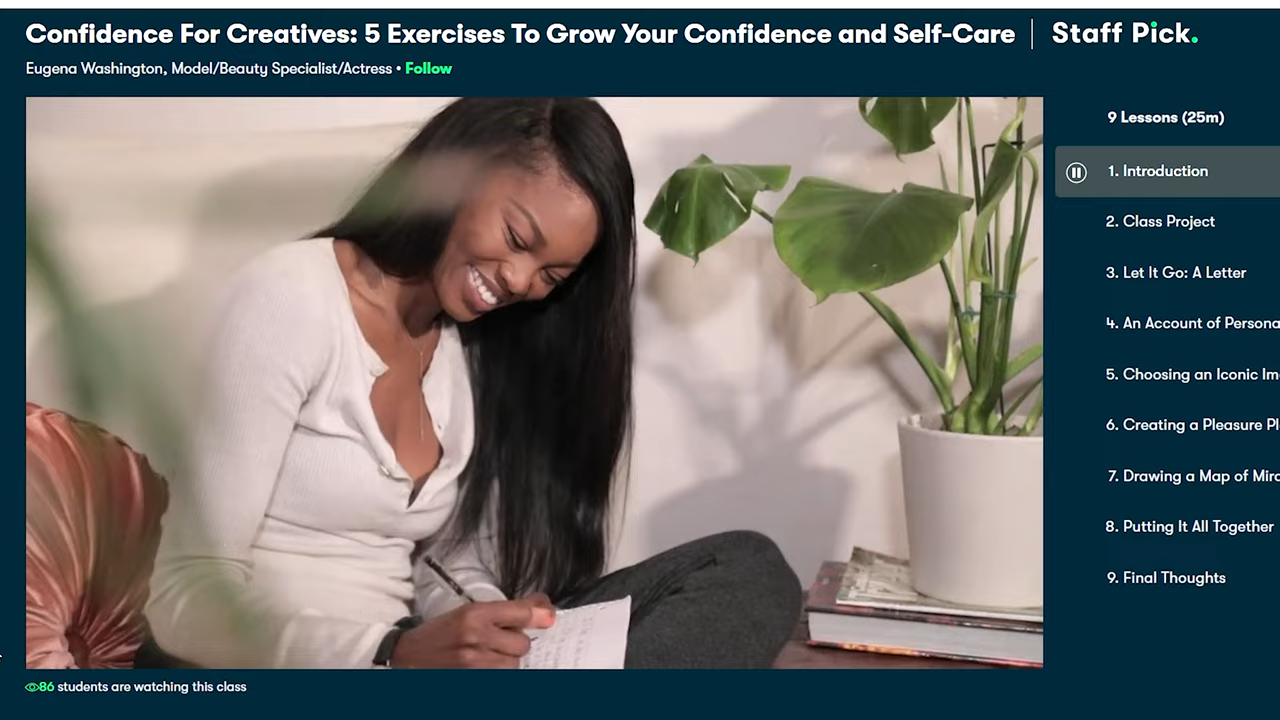 Confidence For Creatives: 5 Exercises To Grow Your Confidence and Self-Care | Staff Pick.
Eugena Washington, Model/Beauty Specialist/Actress • Follow
9 Lessons (25m)
1. Introduction
2. Class Project
3. Let It Go: A Letter
4. An Account of Persona
5. Choosing an Iconic Im
6. Creating a Pleasure Pl
7. Drawing a Map of Mirc
8. Putting It All Together
9. Final Thoughts
86 students are watching this class